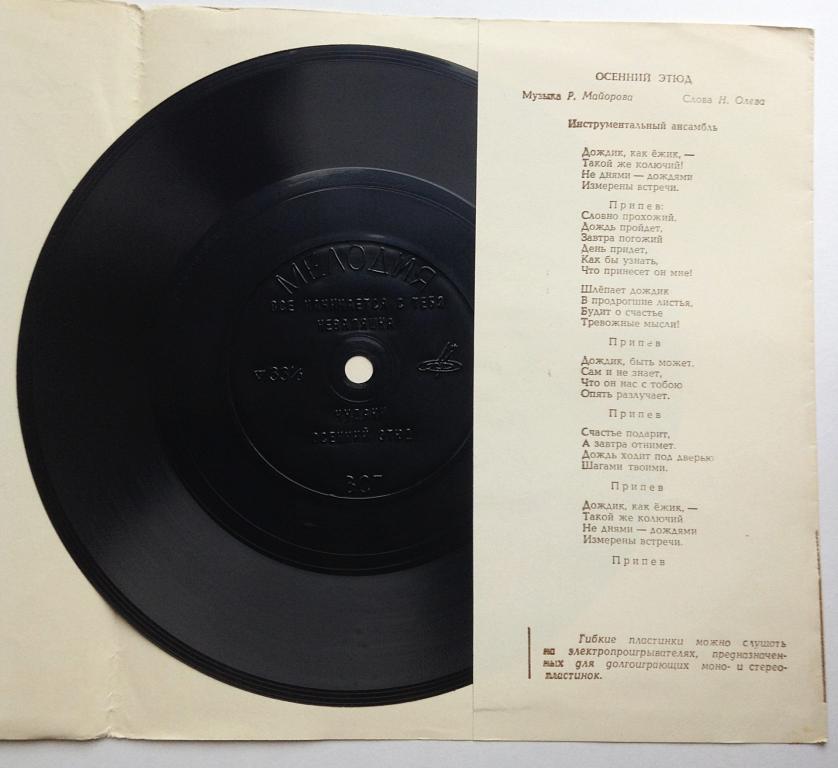 МЕЛОДИЯ
ВСЕ НАЧИНАЕТСЯ С ТЕБЯ
33⅓
ОСЕННИЙ ЭТЮД
ОСЕННИЙ ЭТЮД
Музыка Р. Майорова Слова Н. Олева
Инструментальный ансамбль
Дождик, как ёжик, —
Такой же колючий!
Не днями — дождями
Измерены встречи.
Припев:
Словно прохожий,
Дождь пройдет,
Завтра погожий
День придет,
Как бы узнать,
Что принесет он мне!
Шлёпает дождик
В продрогшие листья,
Будит о счастье
Тревожные мысли!
Припев
Дождик, быть может.
Сам и не знает,
Что он нас с тобою
Опять разлучает.
Припев
Счастье подарит,
А завтра отнимет.
Дождь ходит под дверью
Шагами твоими.
Припев
Дождик, как ёжик, —
Такой же колючий
Не днями — дождями
Измерены встречи.
Припев
Гибкие пластинки можно слушать
на электропроигрывателях, предназначен-
ных для долгоиграющих моно- и стерео-
пластинок.